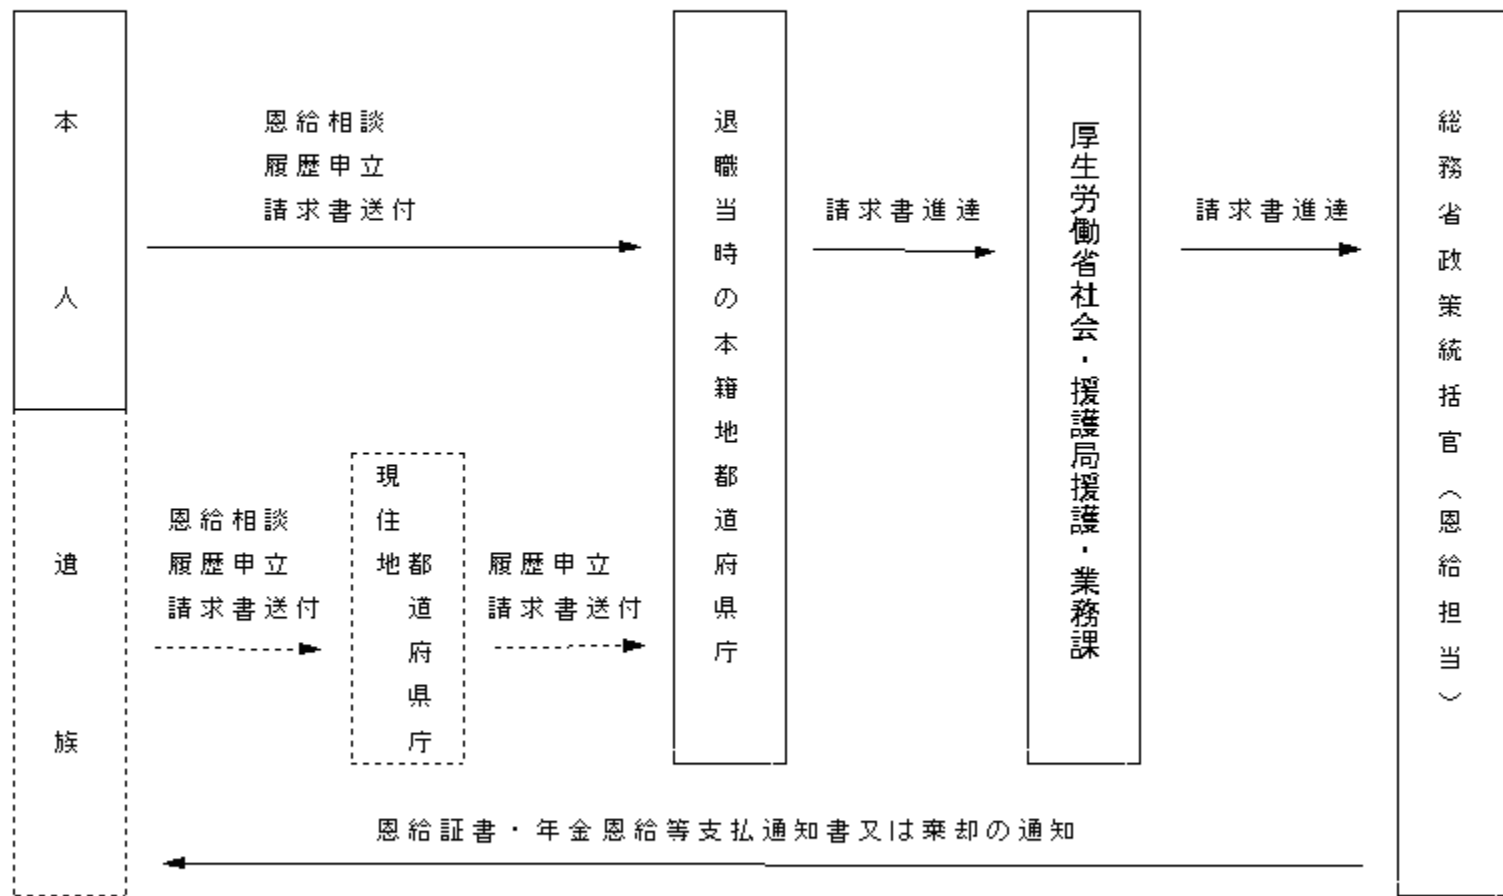 本人
恩給相談
履歴申立
請求書送付
退職当時の本籍地都道府県庁
請求書進達
厚生労働省社会・援護局援護・業務課
請求書進達
総務省政策統括官（恩給担当）
遺族
恩給相談
履歴申立
請求書送付
現住地
都道府県庁
履歴申立
請求書送付
恩給証書・年金恩給等支払通知書又は棄却の通知